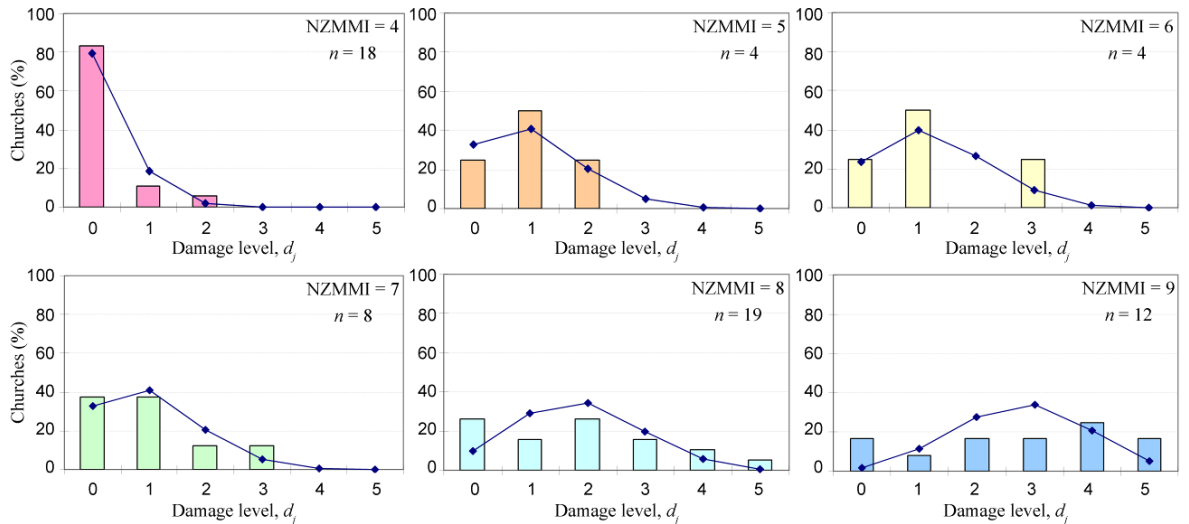 100
80
60
40
20
0
Churches (%)
NZMMI = 4
n = 18
0 1 2 3 4 5
Damage level, dj
100
80
60
40
20
0
NZMMI = 5
n = 4
0 1 2 3 4 5
Damage level, dj
100
80
60
40
20
0
NZMMI = 6
n = 4
0 1 2 3 4 5
Damage level, dj
100
80
60
40
20
0
Churches (%)
NZMMI = 7
n = 8
0 1 2 3 4 5
Damage level, dj
100
80
60
40
20
0
NZMMI = 8
n = 19
0 1 2 3 4 5
Damage level, dj
100
80
60
40
20
0
NZMMI = 9
n = 12
0 1 2 3 4 5
Damage level, dj